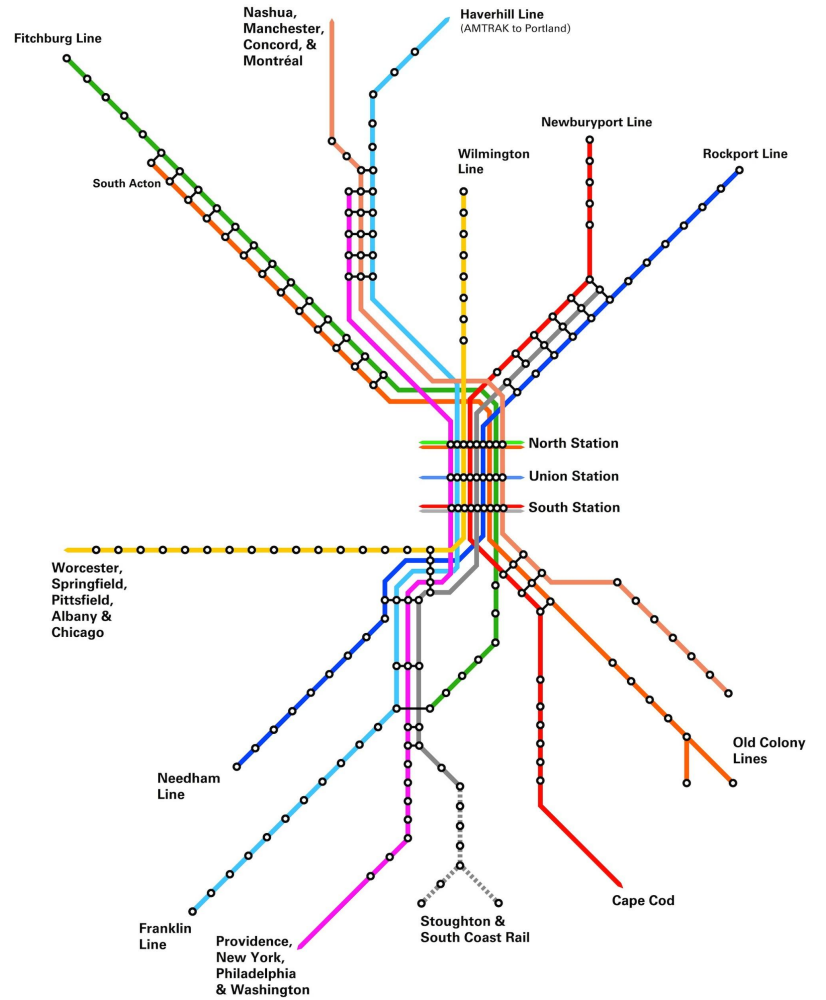 Nashua,
Manchester,
Concord, &
Montréal
Haverhill Line
(AMTRAK to Portland)
Fitchburg Line
Newburyport Line
Wilmington
Line
Rockport Line
South Acton
North Station
Union Station
South Station
Worcester,
Springfield,
Pittsfield,
Albany &
Chicago
Old Colony
Lines
Needham
Line
Cape Cod
Franklin
Line
Stoughton &
South Coast Rail
Providence,
New York,
Philadelphia
& Washington